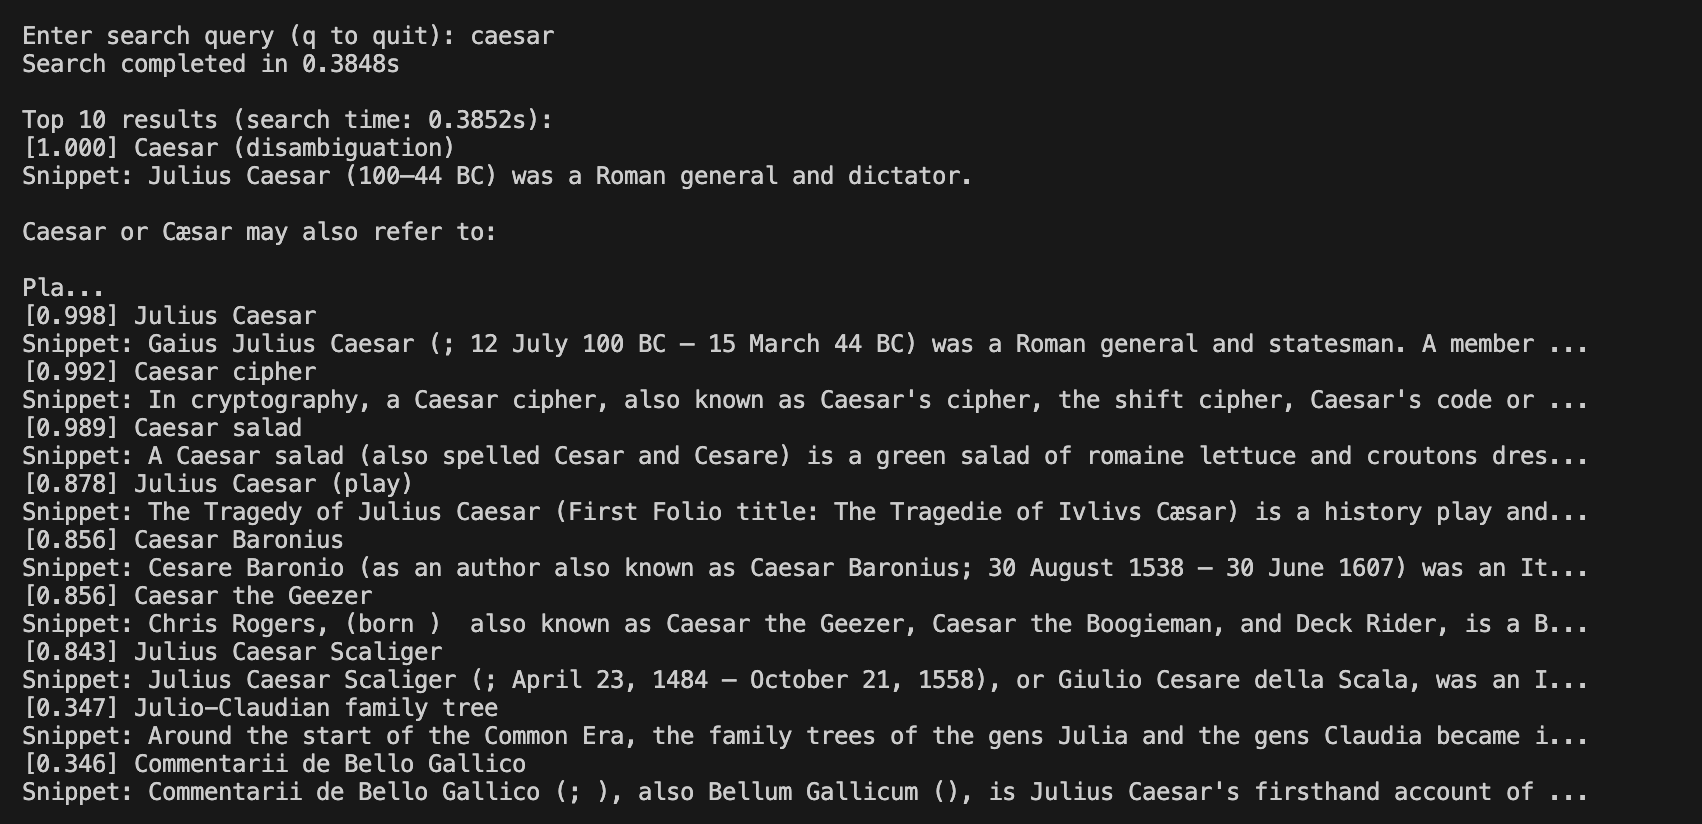 Enter search query (q to quit): caesar
Search completed in 0.3848s
Top 10 results (search time: 0.3852s):
[1.000] Caesar (disambiguation)
Snippet: Julius Caesar (100–44 BC) was a Roman general and dictator.
Caesar or Cæsar may also refer to:
Pla...
[0.998] Julius Caesar
Snippet: Gaius Julius Caesar (; 12 July 100 BC – 15 March 44 BC) was a Roman general and statesman. A member ...
[0.992] Caesar cipher
Snippet: In cryptography, a Caesar cipher, also known as Caesar's cipher, the shift cipher, Caesar's code or ...
[0.989] Caesar salad
Snippet: A Caesar salad (also spelled Cesar and Cesare) is a green salad of romaine lettuce and croutons dres...
[0.878] Julius Caesar (play)
Snippet: The Tragedy of Julius Caesar (First Folio title: The Tragedie of Ivlivs Cæsar) is a history play and...
[0.856] Caesar Baronius
Snippet: Cesare Baronio (as an author also known as Caesar Baronius; 30 August 1538 – 30 June 1607) was an It...
[0.856] Caesar the Geezer
Snippet: Chris Rogers, (born )  also known as Caesar the Geezer, Caesar the Boogieman, and Deck Rider, is a B...
[0.843] Julius Caesar Scaliger
Snippet: Julius Caesar Scaliger (; April 23, 1484 – October 21, 1558), or Giulio Cesare della Scala, was an I...
[0.347] Julio–Claudian family tree
Snippet: Around the start of the Common Era, the family trees of the gens Julia and the gens Claudia became i...
[0.346] Commentarii de Bello Gallico
Snippet: Commentarii de Bello Gallico (; ), also Bellum Gallicum (), is Julius Caesar's firsthand account of ...